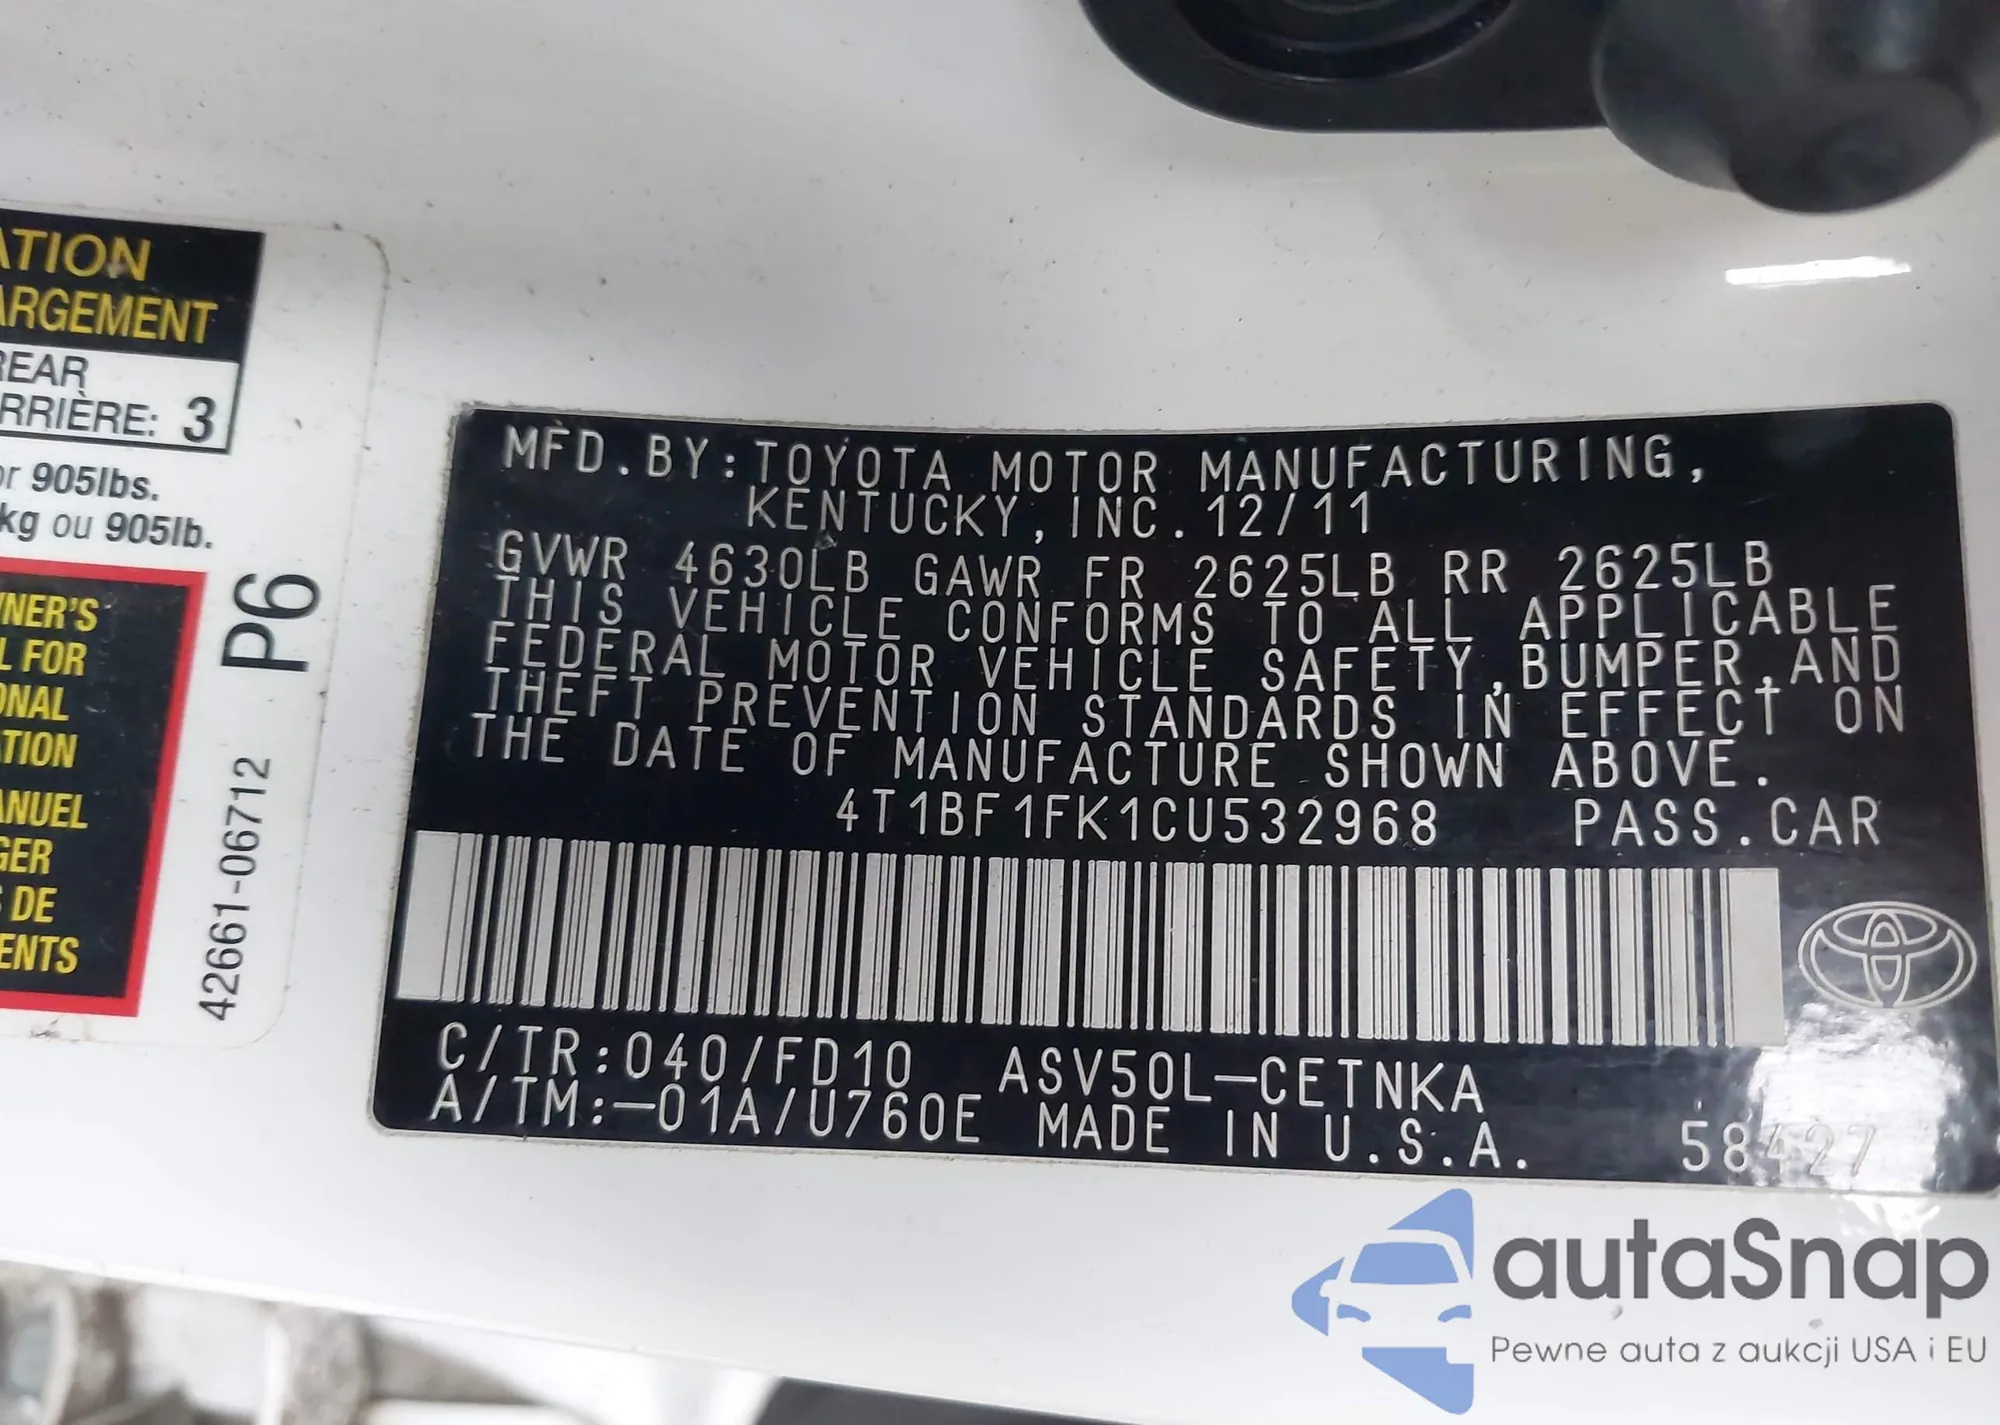 ATION
ARGEMENT
REAR
ARRIÈRE: 3
or 905lbs.
kg ou 905lb.
WNER'S
L FOR
ONAL
ATION
ANUEL
GER
S DE
ENTS
42661-06712 P6
MFD.BY:TOYOTA MOTOR MANUFACTURING,
KENTUCKY,INC.12/11
GVWR 4630LB GAWR FR 2625LB RR 2625LB
THIS VEHICLE CONFORMS TO ALL APPLICABLE
FEDERAL MOTOR VEHICLE SAFETY,BUMPER,AND
THEFT PREVENTION STANDARDS IN EFFECT ON
THE DATE OF MANUFACTURE SHOWN ABOVE.
4T1BF1FK1CU532968 PASS.CAR
C/TR:040/FD10 ASV50L-CETNKA
A/TM:-01A/U760E MADE IN U.S.A. 58427
autaSnap
Pewne auta z aukcji USA i EU